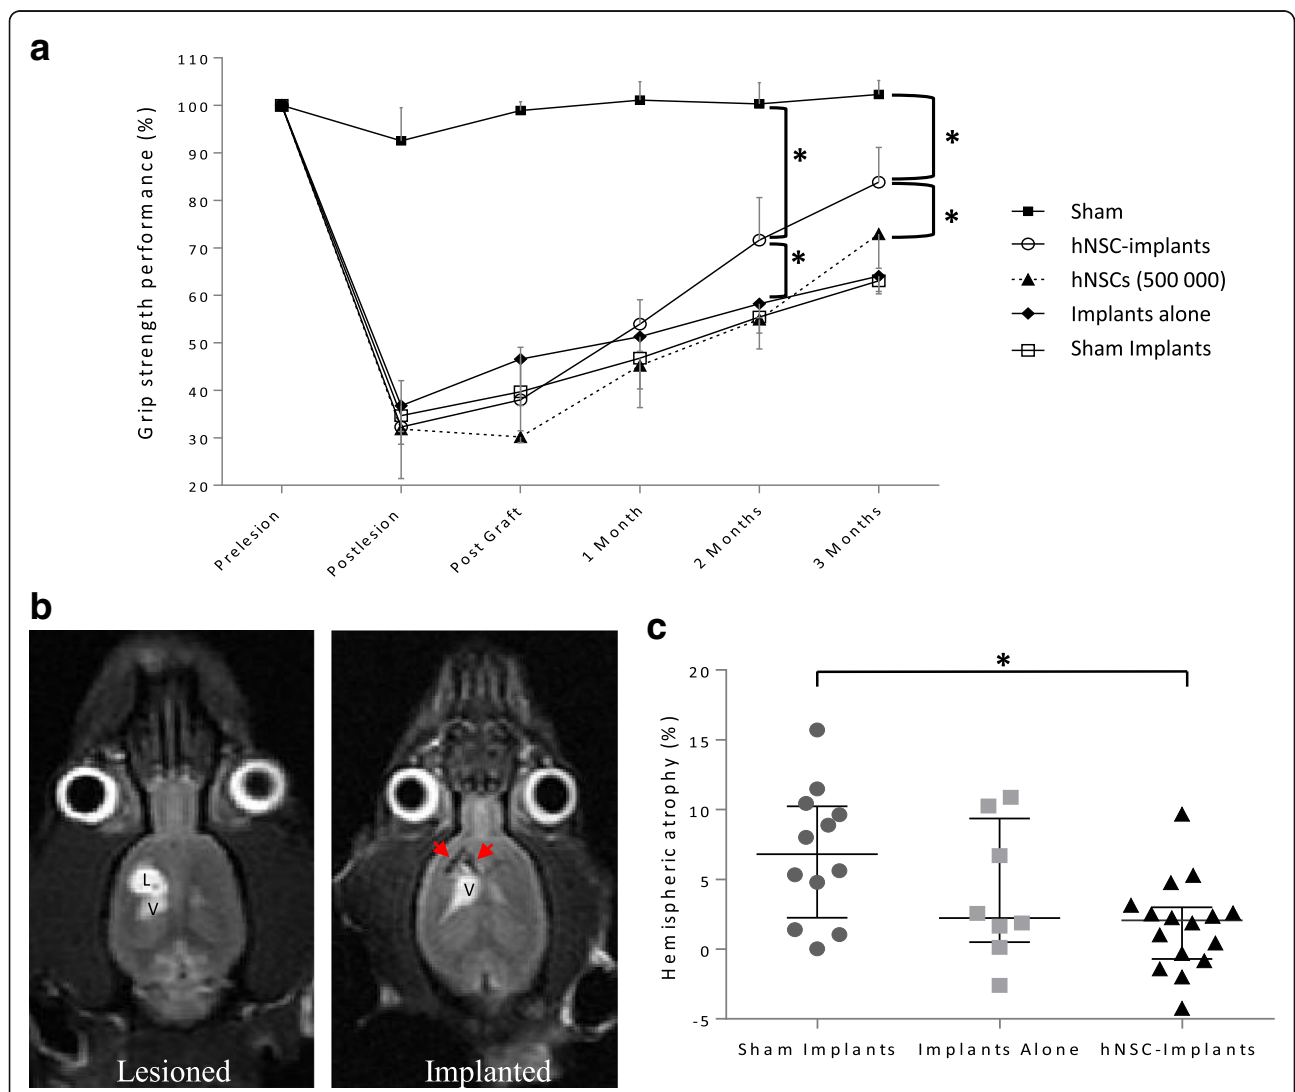 a
Grip strength performance (%)
110
100
90
80
70
60
50
40
30
20
*
*
*
*
Prelesion
Postlesion
Post Graft
1 Month
2 Months
3 Months
Sham
hNSC-implants
hNSCs (500 000)
Implants alone
Sham Implants
b
L
V
Lesioned
V
Implanted
c
Hemispheric atrophy (%)
20
15
10
5
0
-5
*
Sham Implants
Implants Alone
hNSC-Implants